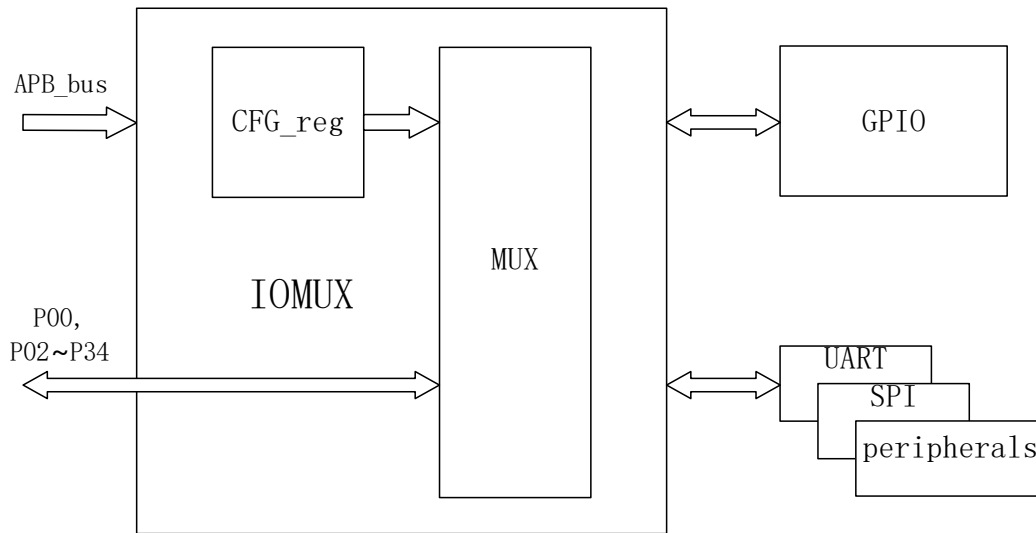 APB_bus
CFG_reg
GPIO
MUX
IOMUX
P00,
P02~P34
UART
SPI
peripherals